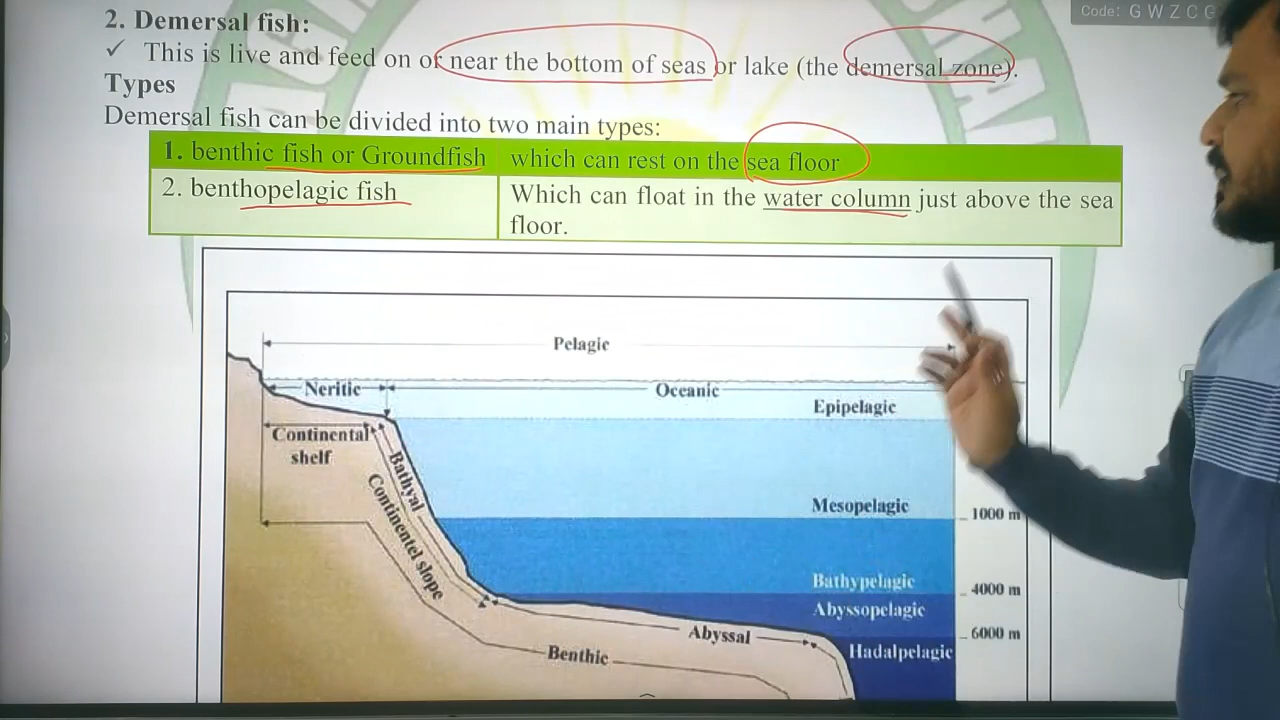 Code: G W Z C G
2. Demersal fish:
✓ This is live and feed on or near the bottom of seas or lake (the demersal zone).
Types
Demersal fish can be divided into two main types:
1. benthic fish or Groundfish which can rest on the sea floor
2. benthopelagic fish Which can float in the water column just above the sea
floor.
Pelagic
Neritic Oceanic
Epipelagic
Continental
shelf
Bathyal
Continentel slope
Mesopelagic
1000 m
Bathypelagic
4000 m
Abyssopelagic
6000 m
Abyssal
Hadalpelagic
Benthic